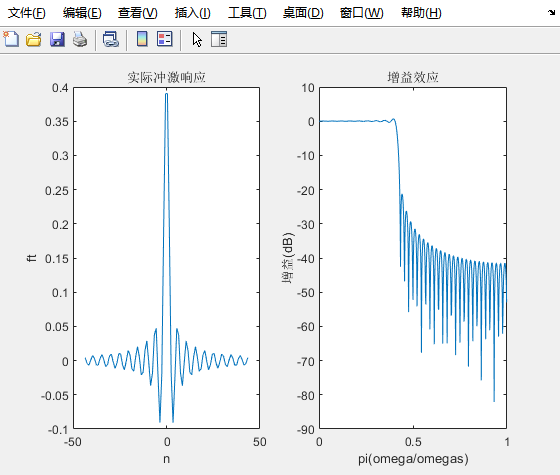 文件(F) 编辑(E) 查看(V) 插入(I) 工具(T) 桌面(D) 窗口(W) 帮助(H)
实际冲激响应
0.4
0.35
0.3
0.25
0.2
0.15
0.1
0.05
0
-0.05
-0.1
ft
-50 0 50
n
增益效应
10
0
-10
-20
-30
-40
-50
-60
-70
-80
-90
增益(dB)
0 0.5 1
pi(omega/omegas)